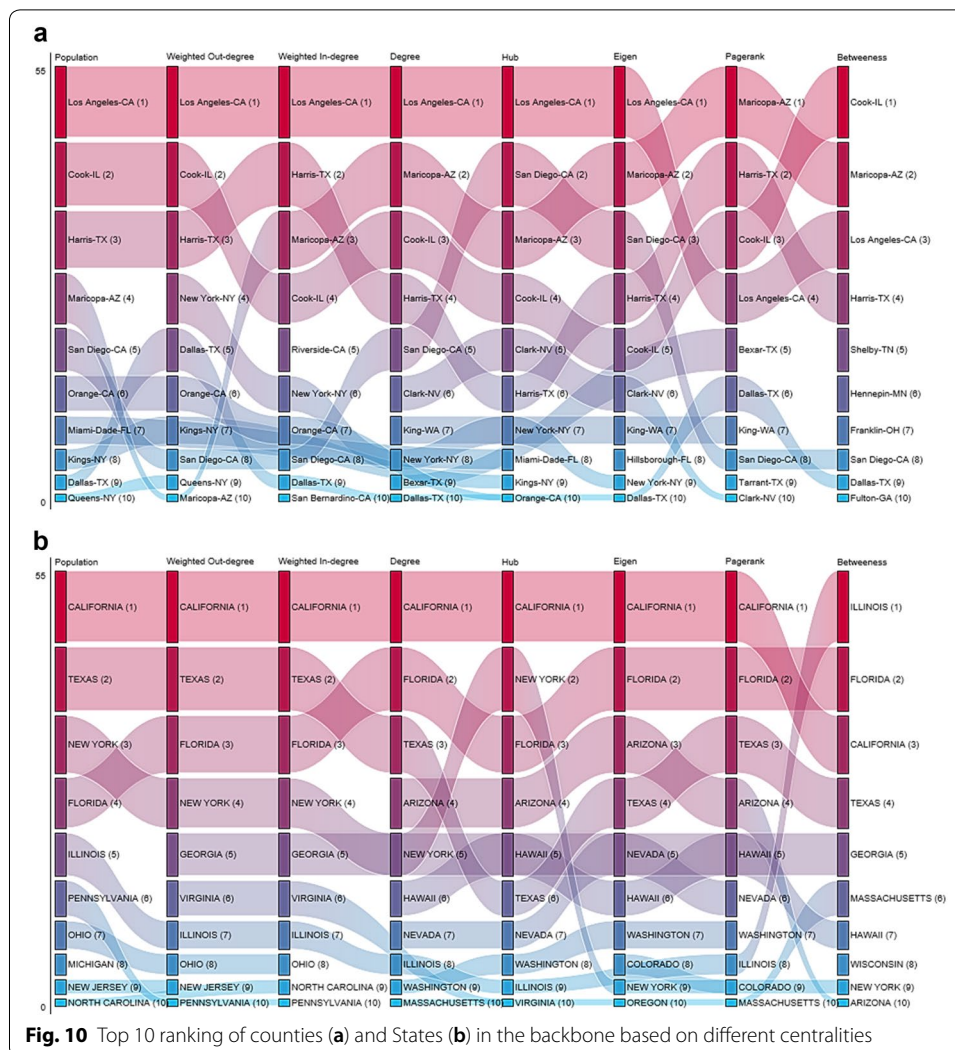 a
Population Weighted Out-degree Weighted In-degree Degree Hub Eigen Pagerank Betweeness
55
Los Angeles-CA (1) Los Angeles-CA (1) Los Angeles-CA (1) Los Angeles-CA (1) Los Angeles-CA (1) Los Angeles-CA (1) Maricopa-AZ (1) Cook-IL (1)
Cook-IL (2) Cook-IL (2) Harris-TX (2) Maricopa-AZ (2) San Diego-CA (2) Maricopa-AZ (2) Harris-TX (2) Maricopa-AZ (2)
Harris-TX (3) Harris-TX (3) Maricopa-AZ (3) Cook-IL (3) Maricopa-AZ (3) San Diego-CA (3) Cook-IL (3) Los Angeles-CA (3)
Maricopa-AZ (4) New York-NY (4) Cook-IL (4) Harris-TX (4) Cook-IL (4) Harris-TX (4) Los Angeles-CA (4) Harris-TX (4)
San Diego-CA (5) Dallas-TX (5) Riverside-CA (5) San Diego-CA (5) Clark-NV (5) Cook-IL (5) Bexar-TX (5) Shelby-TN (5)
Orange-CA (6) Orange-CA (6) New York-NY (6) Clark-NV (6) Harris-TX (6) Clark-NV (6) Dallas-TX (6) Hennepin-MN (6)
Miami-Dade-FL (7) Kings-NY (7) Orange-CA (7) King-WA (7) New York-NY (7) King-WA (7) King-WA (7) Franklin-OH (7)
Kings-NY (8) San Diego-CA (8) San Diego-CA (8) New York-NY (8) Miami-Dade-FL (8) Hillsborough-FL (8) San Diego-CA (8) San Diego-CA (8)
Dallas-TX (9) Queens-NY (9) Dallas-TX (9) Bexar-TX (9) Kings-NY (9) New York-NY (9) Tarrant-TX (9) Dallas-TX (9)
Queens-NY (10) Maricopa-AZ (10) San Bernardino-CA (10) Dallas-TX (10) Orange-CA (10) Dallas-TX (10) Clark-NV (10) Fulton-GA (10)
0
b
Population Weighted Out-degree Weighted In-degree Degree Hub Eigen Pagerank Betweeness
55
CALIFORNIA (1) CALIFORNIA (1) CALIFORNIA (1) CALIFORNIA (1) CALIFORNIA (1) CALIFORNIA (1) CALIFORNIA (1) ILLINOIS (1)
TEXAS (2) TEXAS (2) TEXAS (2) FLORIDA (2) NEW YORK (2) FLORIDA (2) FLORIDA (2) FLORIDA (2)
NEW YORK (3) FLORIDA (3) FLORIDA (3) TEXAS (3) FLORIDA (3) ARIZONA (3) TEXAS (3) CALIFORNIA (3)
FLORIDA (4) NEW YORK (4) NEW YORK (4) ARIZONA (4) ARIZONA (4) TEXAS (4) ARIZONA (4) TEXAS (4)
ILLINOIS (5) GEORGIA (5) GEORGIA (5) NEW YORK (5) HAWAII (5) NEVADA (5) HAWAII (5) GEORGIA (5)
PENNSYLVANIA (6) VIRGINIA (6) VIRGINIA (6) HAWAII (6) TEXAS (6) HAWAII (6) NEVADA (6) MASSACHUSETTS (6)
OHIO (7) ILLINOIS (7) ILLINOIS (7) NEVADA (7) NEVADA (7) WASHINGTON (7) WASHINGTON (7) HAWAII (7)
MICHIGAN (8) OHIO (8) OHIO (8) ILLINOIS (8) WASHINGTON (8) COLORADO (8) ILLINOIS (8) WISCONSIN (8)
NEW JERSEY (9) NEW JERSEY (9) NORTH CAROLINA (9) WASHINGTON (9) ILLINOIS (9) NEW YORK (9) COLORADO (9) NEW YORK (9)
NORTH CAROLINA (10) PENNSYLVANIA (10) PENNSYLVANIA (10) MASSACHUSETTS (10) VIRGINIA (10) OREGON (10) MASSACHUSETTS (10) ARIZONA (10)
0
Fig. 10 Top 10 ranking of counties (a) and States (b) in the backbone based on different centralities